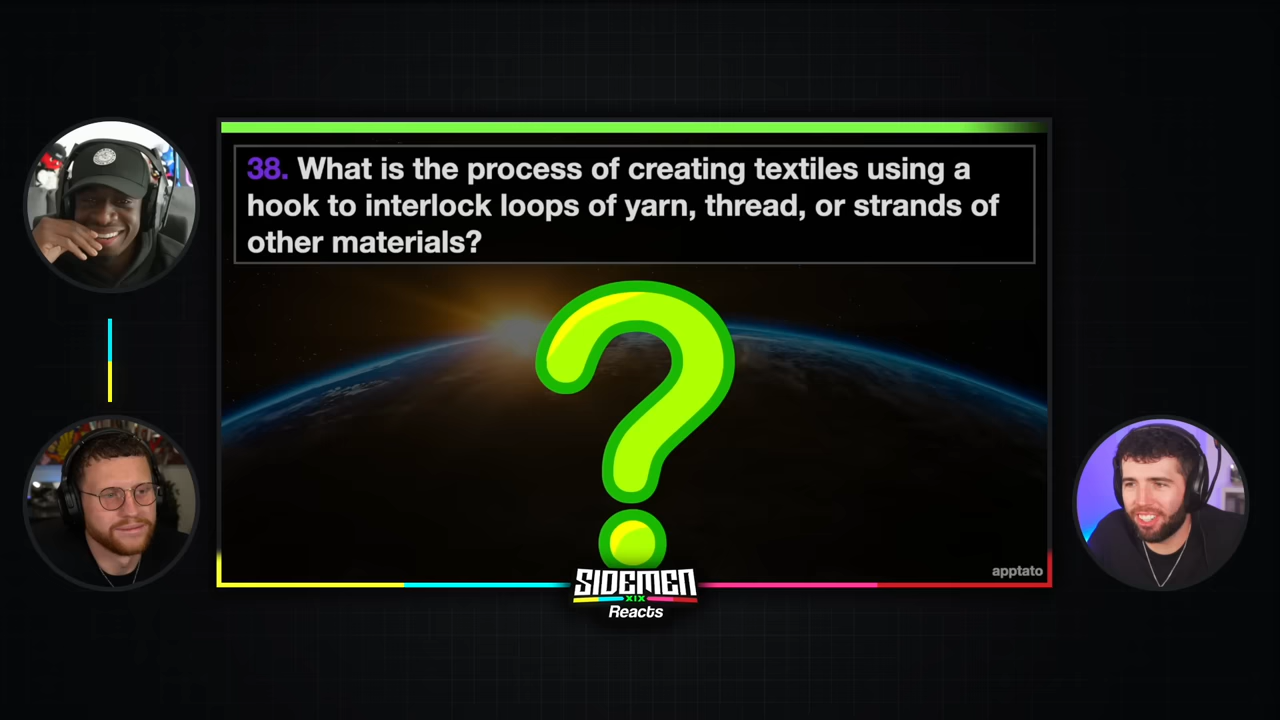 38. What is the process of creating textiles using a
hook to interlock loops of yarn, thread, or strands of
other materials?
apptato
SIDEMEN
XIX
Reacts